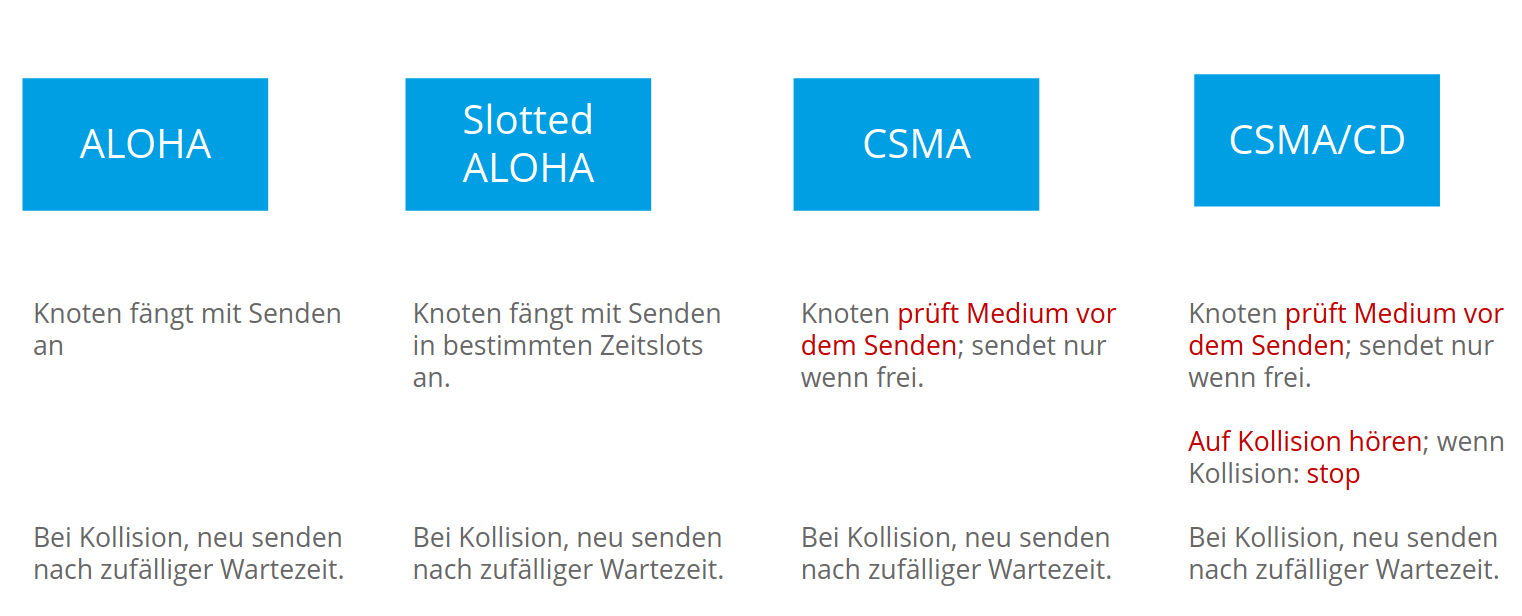 ALOHA
Slotted
ALOHA
CSMA
CSMA/CD
Knoten fängt mit Senden
an
Knoten fängt mit Senden
in bestimmten Zeitslots
an.
Knoten prüft Medium vor
dem Senden; sendet nur
wenn frei.
Knoten prüft Medium vor
dem Senden; sendet nur
wenn frei.
Auf Kollision hören; wenn
Kollision: stop
Bei Kollision, neu senden
nach zufälliger Wartezeit.
Bei Kollision, neu senden
nach zufälliger Wartezeit.
Bei Kollision, neu senden
nach zufälliger Wartezeit.
Bei Kollision, neu senden
nach zufälliger Wartezeit.